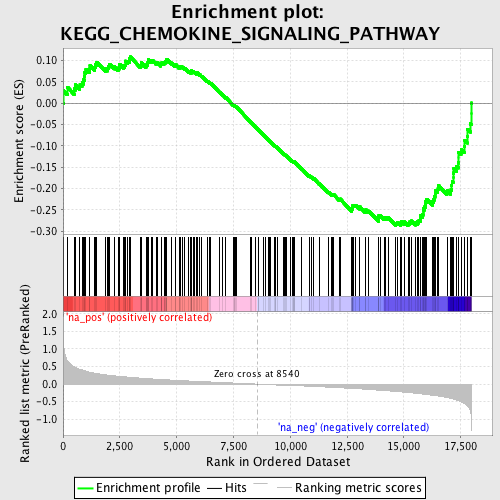 Enrichment plot:
KEGG_CHEMOKINE_SIGNALING_PATHWAY
Enrichment score (ES)
0.10
0.05
0.00
-0.05
-0.10
-0.15
-0.20
-0.25
-0.30
'na_pos' (positively correlated)
Ranked list metric (PreRanked)
2.0
1.5
1.0
0.5
0.0
-0.5
-1.0
Zero cross at 8540
'na_neg' (negatively correlated)
0 2,500 5,000 7,500 10,000 12,500 15,000 17,500
Rank in Ordered Dataset
Enrichment profile Hits Ranking metric scores